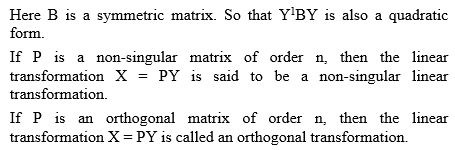 Here B is a symmetric matrix. So that Y¹BY is also a quadratic
form.
If P is a non-singular matrix of order n, then the linear
transformation X = PY is said to be a non-singular linear
transformation.
If P is an orthogonal matrix of order n, then the linear
transformation X = PY is called an orthogonal transformation.